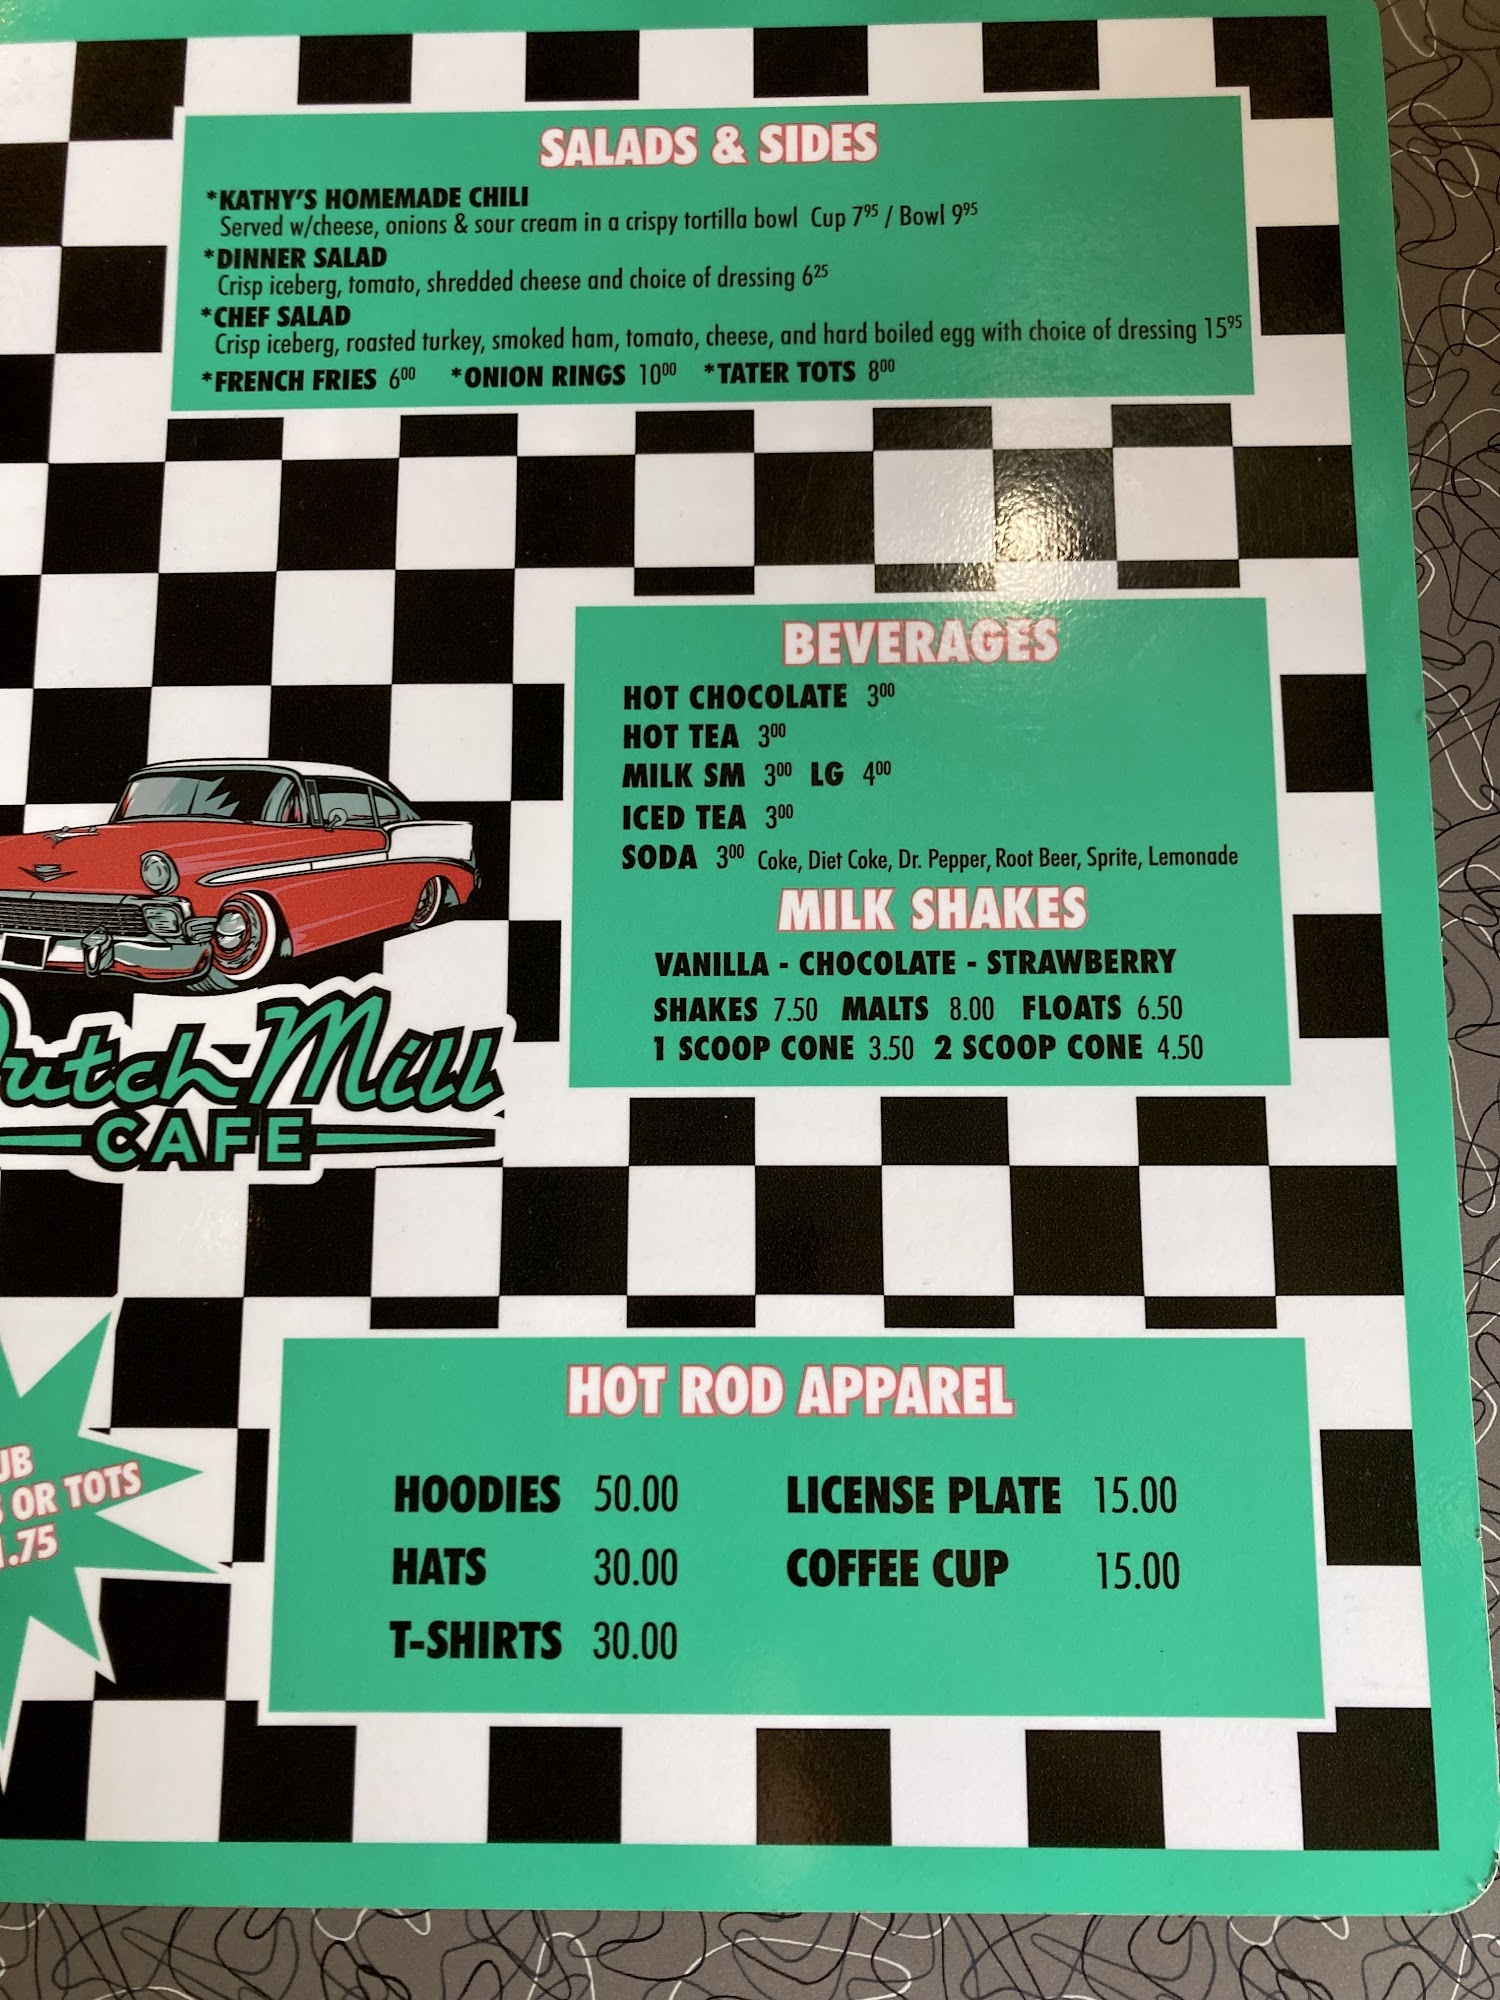 SALADS & SIDES
*KATHY'S HOMEMADE CHILI
Served w/cheese, onions & sour cream in a crispy tortilla bowl Cup 7⁹⁵ / Bowl 9⁹⁵
*DINNER SALAD
Crisp iceberg, tomato, shredded cheese and choice of dressing 6²⁵
*CHEF SALAD
Crisp iceberg, roasted turkey, smoked ham, tomato, cheese, and hard boiled egg with choice of dressing 15⁹⁵
*FRENCH FRIES 6⁰⁰ *ONION RINGS 10⁰⁰ *TATER TOTS 8⁰⁰
BEVERAGES
HOT CHOCOLATE 3⁰⁰
HOT TEA 3⁰⁰
MILK SM 3⁰⁰ LG 4⁰⁰
ICED TEA 3⁰⁰
SODA 3⁰⁰ Coke, Diet Coke, Dr. Pepper, Root Beer, Sprite, Lemonade
MILK SHAKES
VANILLA - CHOCOLATE - STRAWBERRY
SHAKES 7.50 MALTS 8.00 FLOATS 6.50
1 SCOOP CONE 3.50 2 SCOOP CONE 4.50
Dutch Mill
CAFE
OR TOTS
HOT ROD APPAREL
HOODIES 50.00 LICENSE PLATE 15.00
HATS 30.00 COFFEE CUP 15.00
T-SHIRTS 30.00